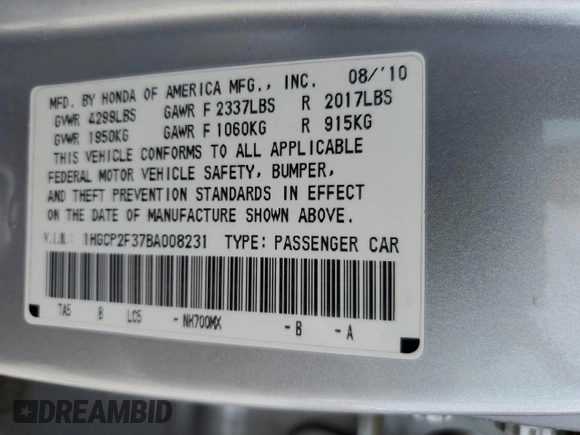 MFD. BY HONDA OF AMERICA MFG., INC. 08/'10
GVWR 4299LBS GAWR F 2337LBS R 2017LBS
GVWR 1950KG GAWR F 1060KG R 915KG
THIS VEHICLE CONFORMS TO ALL APPLICABLE
FEDERAL MOTOR VEHICLE SAFETY, BUMPER,
AND THEFT PREVENTION STANDARDS IN EFFECT
ON THE DATE OF MANUFACTURE SHOWN ABOVE.
V.I.N.: 1HGCP2F37BA008231 TYPE: PASSENGER CAR
TA5 B LC5 - NH700MX - B - A
DREAMBID